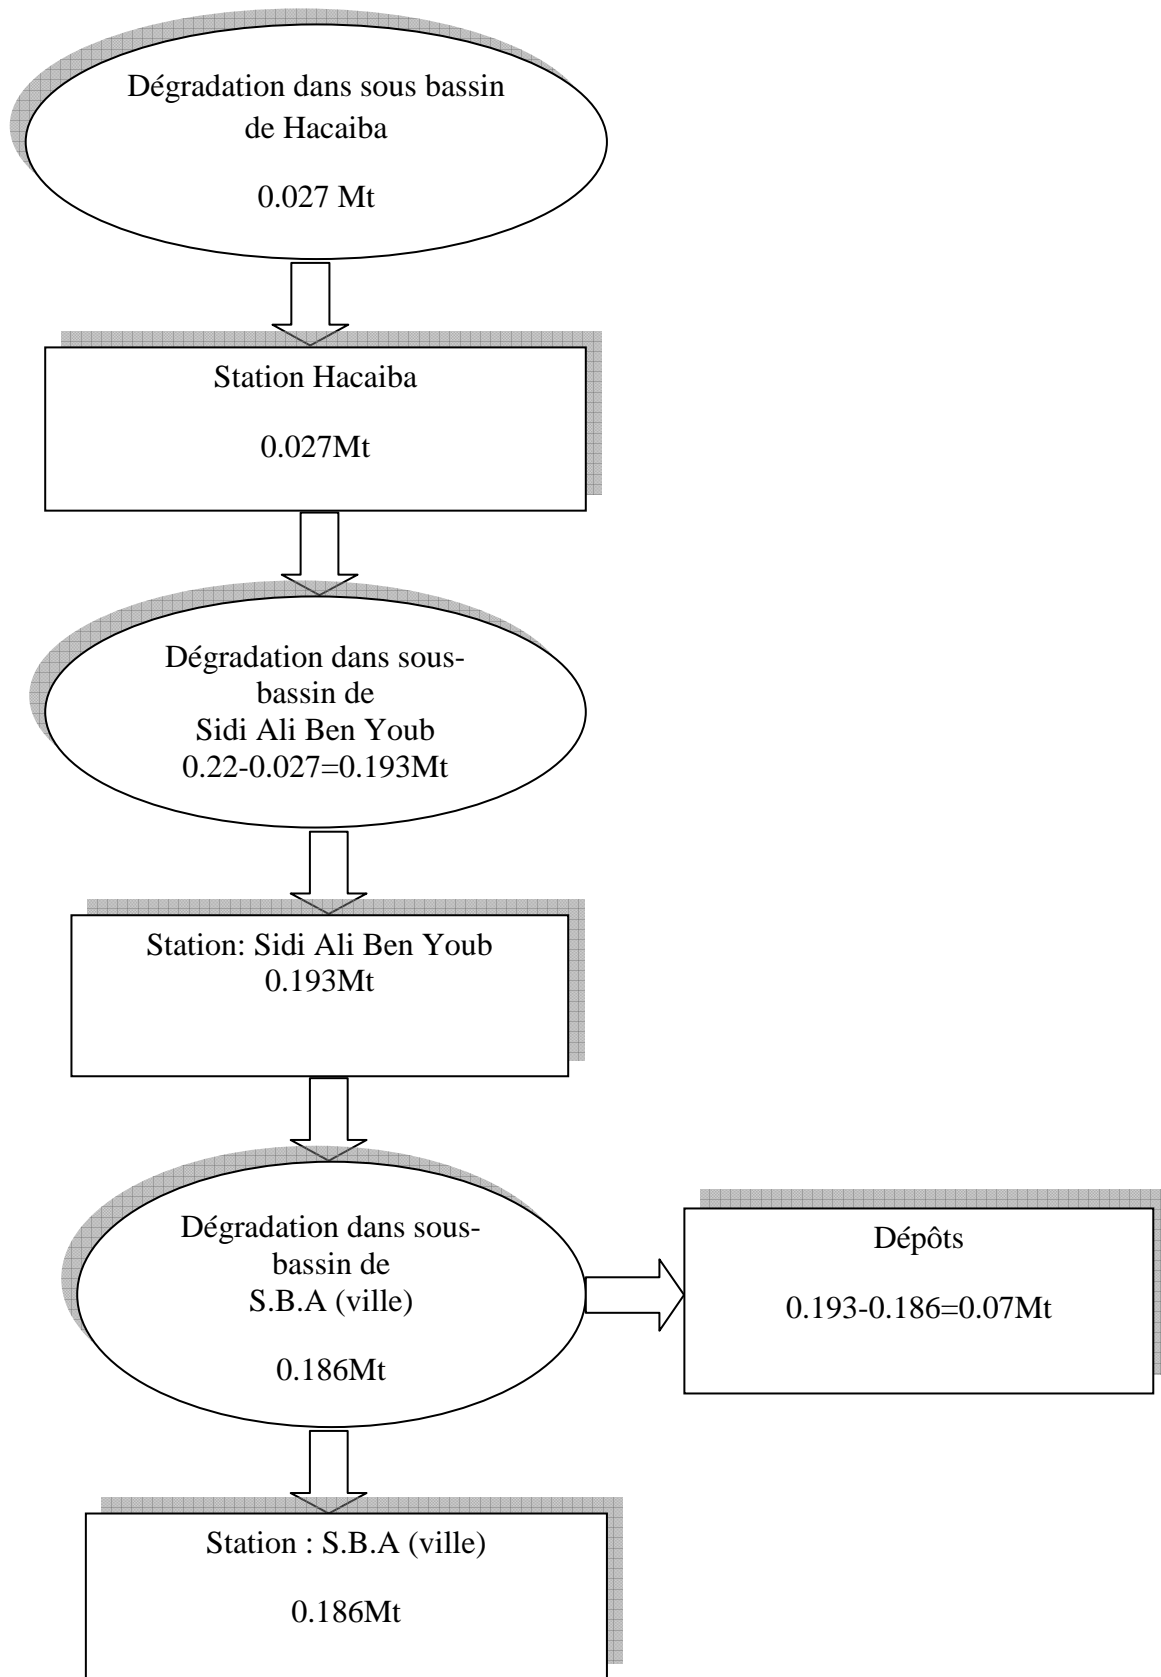 Dégradation dans sous bassin
de Hacaiba
0.027 Mt
Station Hacaiba
0.027Mt
Dégradation dans sous-
bassin de
Sidi Ali Ben Youb
0.22-0.027=0.193Mt
Station: Sidi Ali Ben Youb
0.193Mt
Dégradation dans sous-
bassin de
S.B.A (ville)
0.186Mt
Dépôts
0.193-0.186=0.07Mt
Station : S.B.A (ville)
0.186Mt